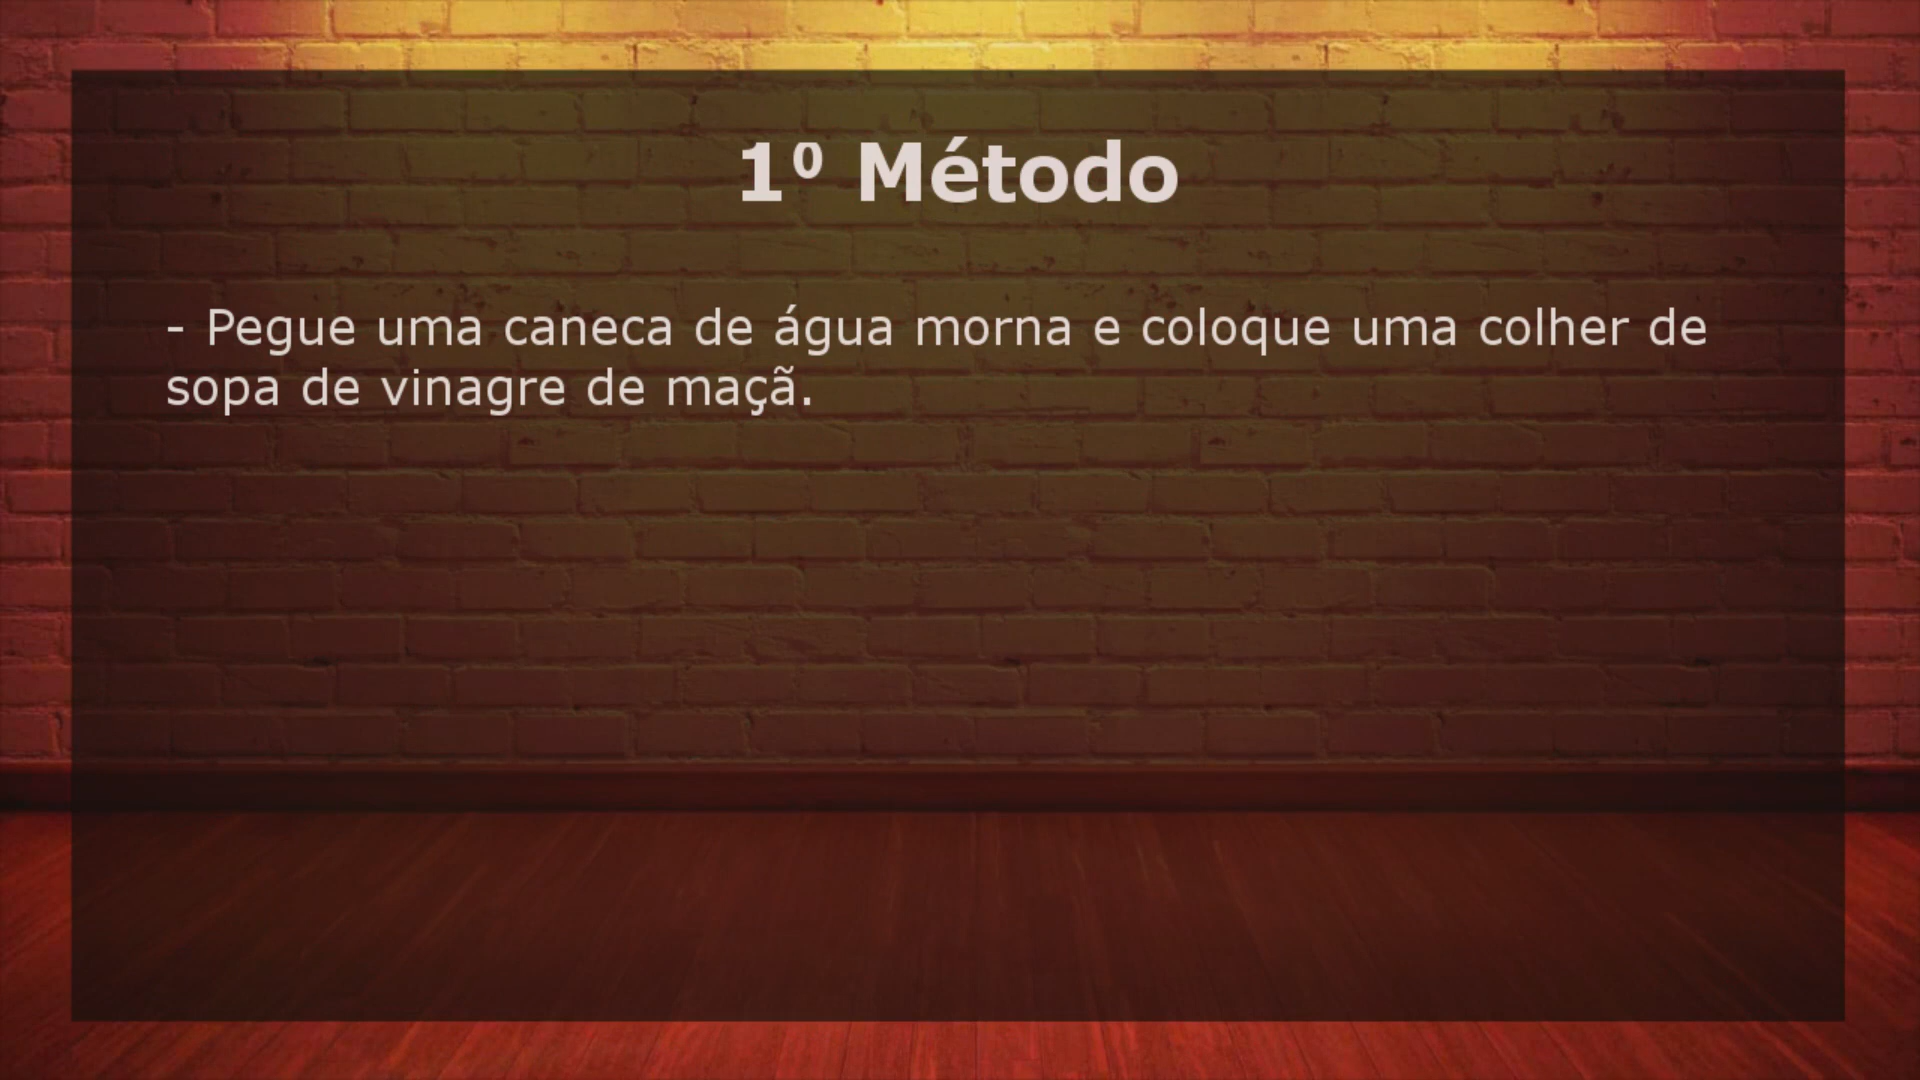 1⁰ Método
- Pegue uma caneca de água morna e coloque uma colher de
sopa de vinagre de maçã.